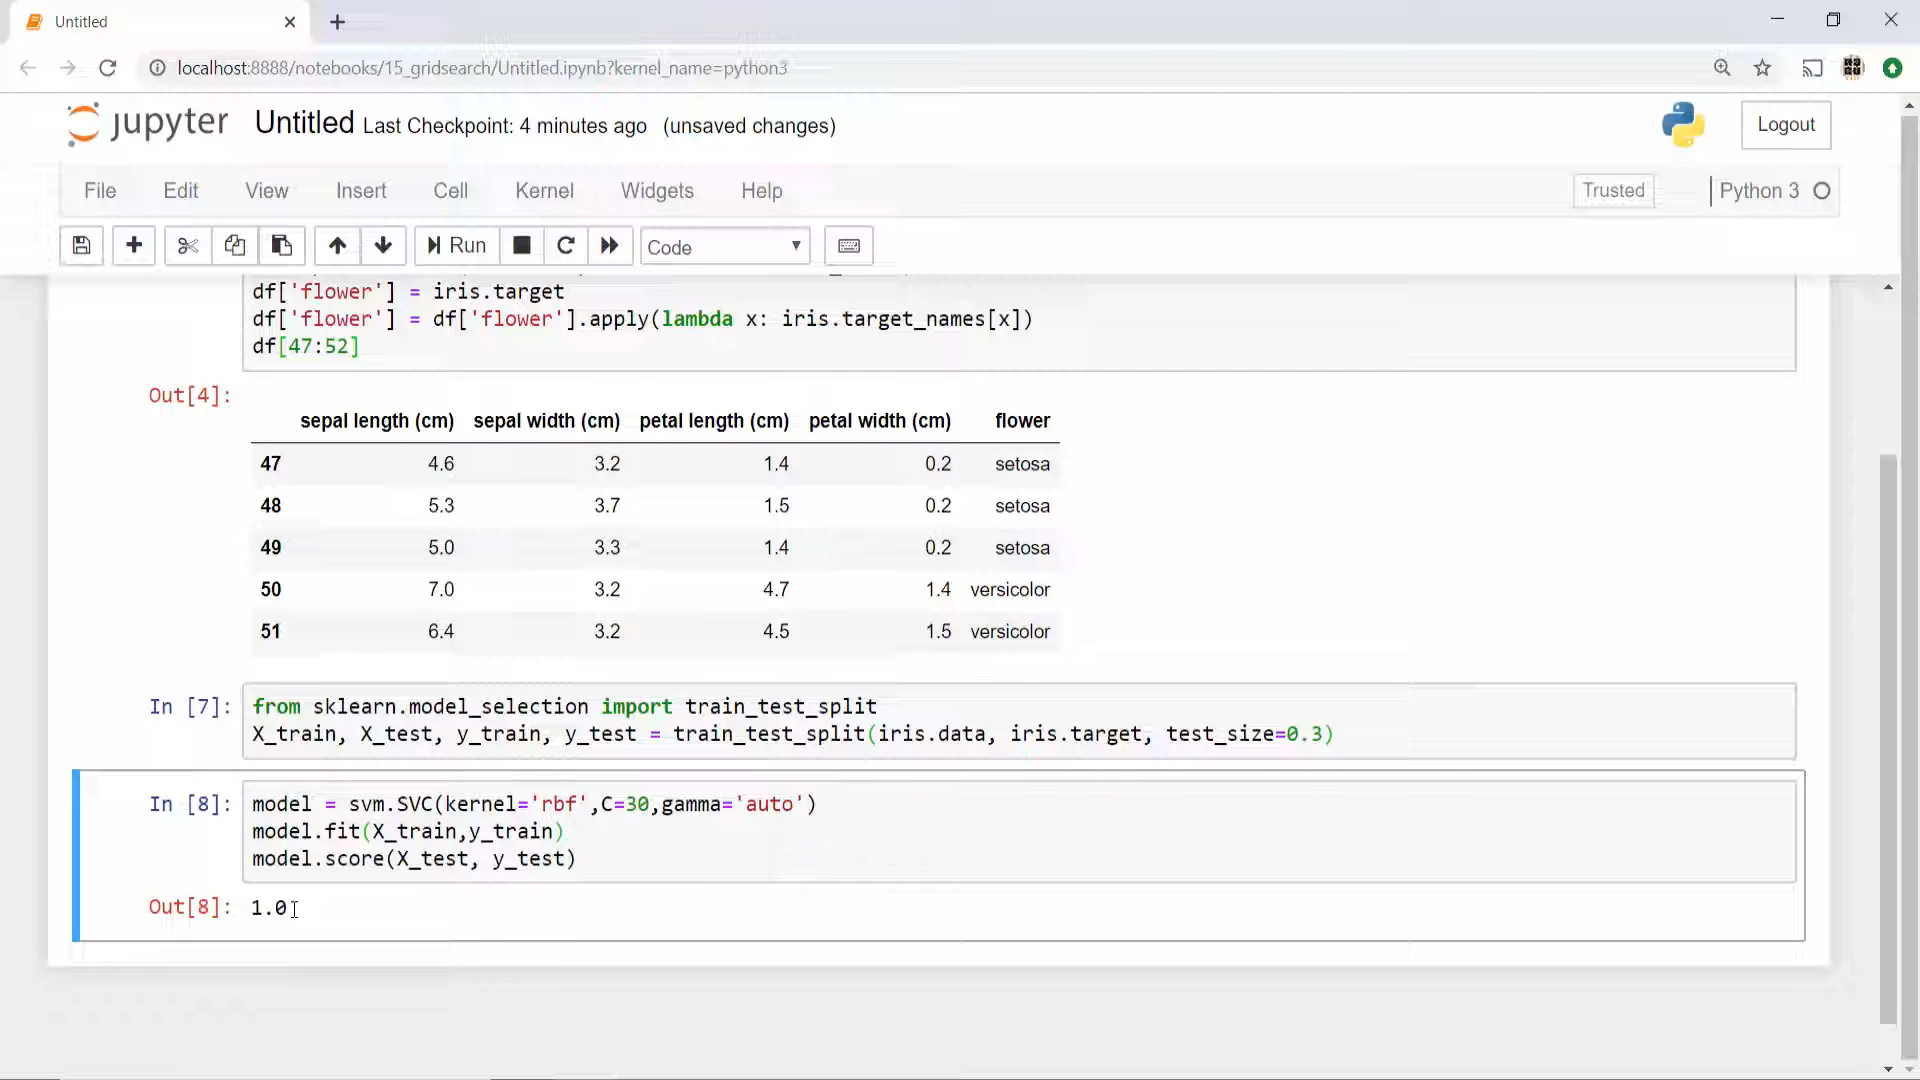 Untitled
localhost:8888/notebooks/15_gridsearch/Untitled.ipynb?kernel_name=python3
jupyter Untitled Last Checkpoint: 4 minutes ago (unsaved changes)
Logout
File Edit View Insert Cell Kernel Widgets Help
Trusted
Python 3
Run
Code
df['flower'] = iris.target
df['flower'] = df['flower'].apply(lambda x: iris.target_names[x])
df[47:52]
Out[4]:
sepal length (cm) sepal width (cm) petal length (cm) petal width (cm) flower
47 4.6 3.2 1.4 0.2 setosa
48 5.3 3.7 1.5 0.2 setosa
49 5.0 3.3 1.4 0.2 setosa
50 7.0 3.2 4.7 1.4 versicolor
51 6.4 3.2 4.5 1.5 versicolor
In [7]: from sklearn.model_selection import train_test_split
X_train, X_test, y_train, y_test = train_test_split(iris.data, iris.target, test_size=0.3)
In [8]: model = svm.SVC(kernel='rbf',C=30,gamma='auto')
model.fit(X_train,y_train)
model.score(X_test, y_test)
Out[8]: 1.0